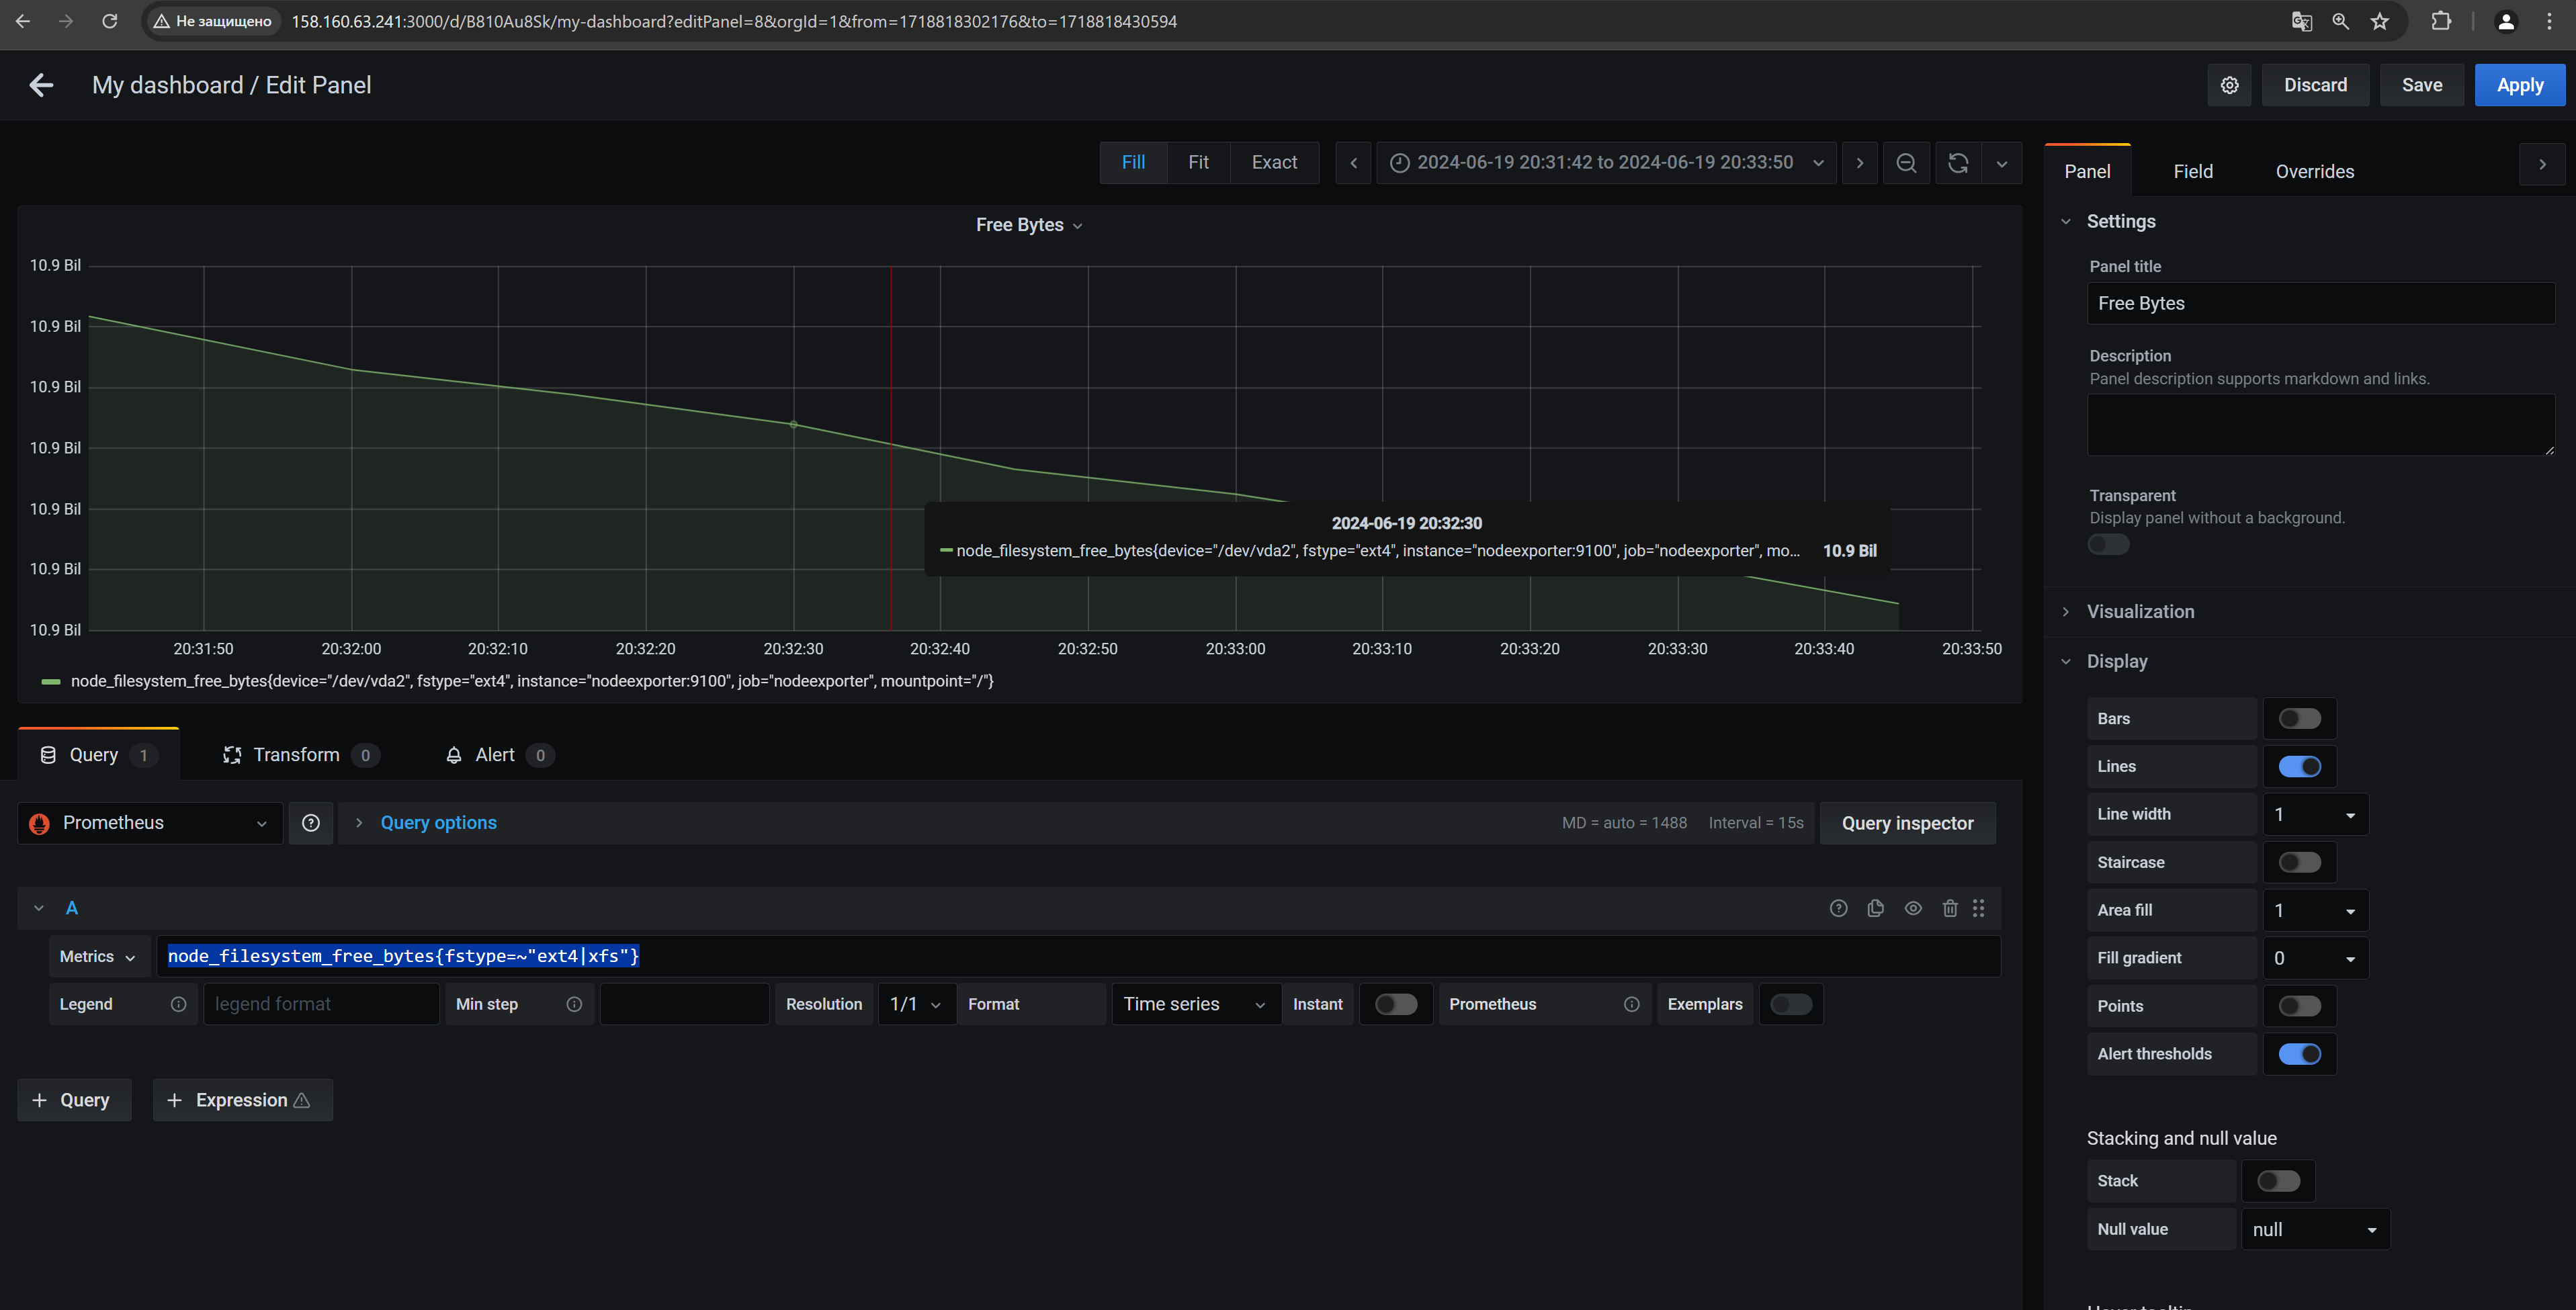 Не защищено 158.160.63.241:3000/d/B810Au8Sk/my-dashboard?editPanel=8&orgId=1&from=1718818302176&to=1718818430594
My dashboard / Edit Panel
Discard
Save
Apply
Fill
Fit
Exact
2024-06-19 20:31:42 to 2024-06-19 20:33:50
Free Bytes
10.9 Bil
10.9 Bil
10.9 Bil
10.9 Bil
10.9 Bil
10.9 Bil
10.9 Bil
2024-06-19 20:32:30
node_filesystem_free_bytes{device="/dev/vda2", fstype="ext4", instance="nodeexporter:9100", job="nodeexporter", mo... 10.9 Bil
20:31:50 20:32:00 20:32:10 20:32:20 20:32:30 20:32:40 20:32:50 20:33:00 20:33:10 20:33:20 20:33:30 20:33:40 20:33:50
node_filesystem_free_bytes{device="/dev/vda2", fstype="ext4", instance="nodeexporter:9100", job="nodeexporter", mountpoint="/"}
Query 1
Transform 0
Alert 0
Prometheus
Query options
MD = auto = 1488 Interval = 15s
Query inspector
A
Metrics
node_filesystem_free_bytes{fstype=~"ext4|xfs"}
Legend
legend format
Min step
Resolution
1/1
Format
Time series
Instant
Prometheus
Exemplars
+ Query
+ Expression
Panel
Field
Overrides
Settings
Panel title
Free Bytes
Description
Panel description supports markdown and links.
Transparent
Display panel without a background.
Visualization
Display
Bars
Lines
Line width 1
Staircase
Area fill 1
Fill gradient 0
Points
Alert thresholds
Stacking and null value
Stack
Null value null